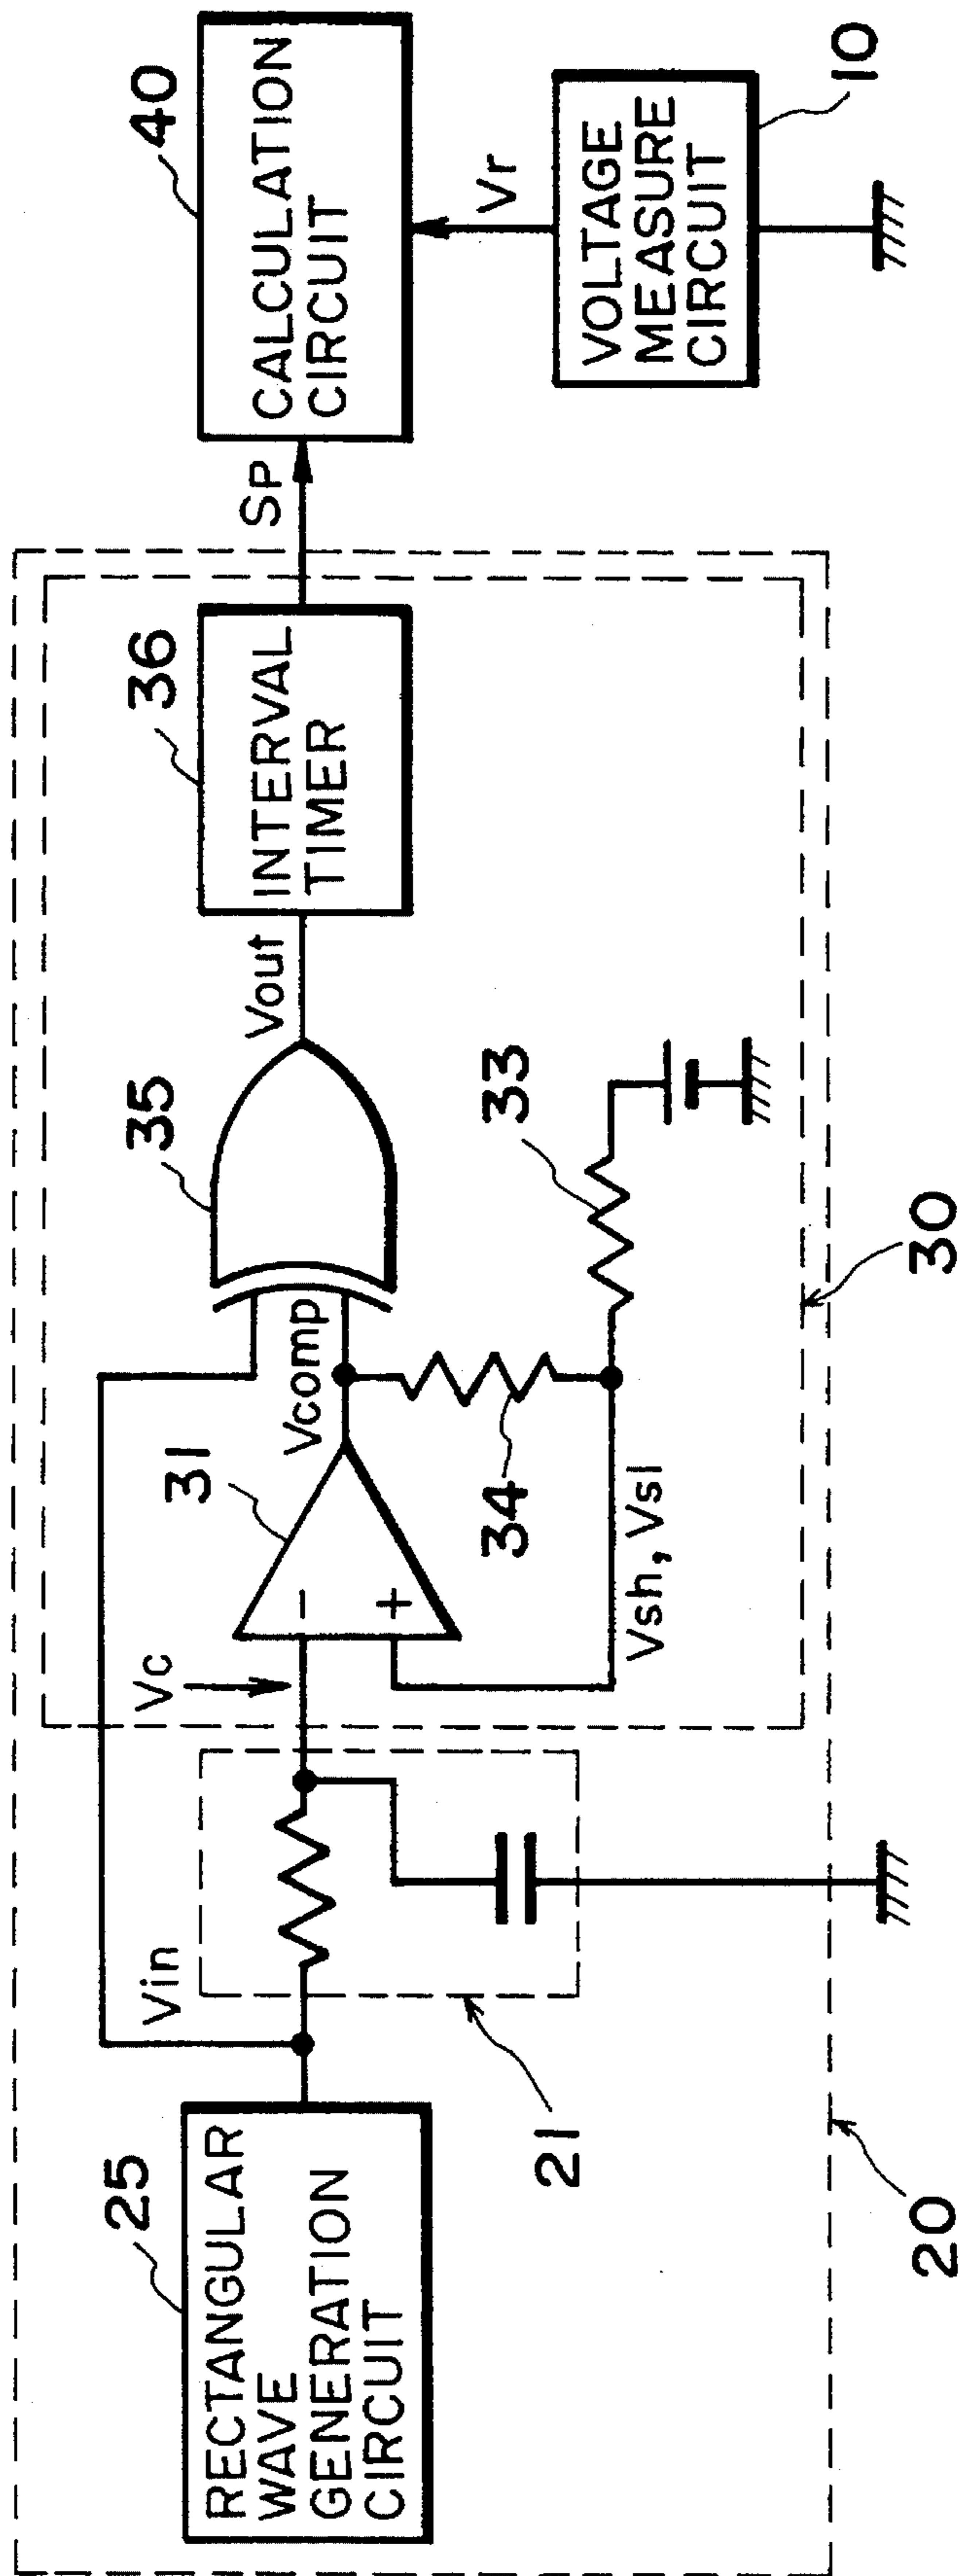 RECTANGULAR
WAVE
GENERATION
CIRCUIT
25
Vin
21
20
Vc
31
−
+
Vcomp
34
Vsh, Vsl
33
35
Vout
30
INTERVAL
TIMER
36
SP
CALCULATION
CIRCUIT
40
Vr
VOLTAGE
MEASURE
CIRCUIT
10